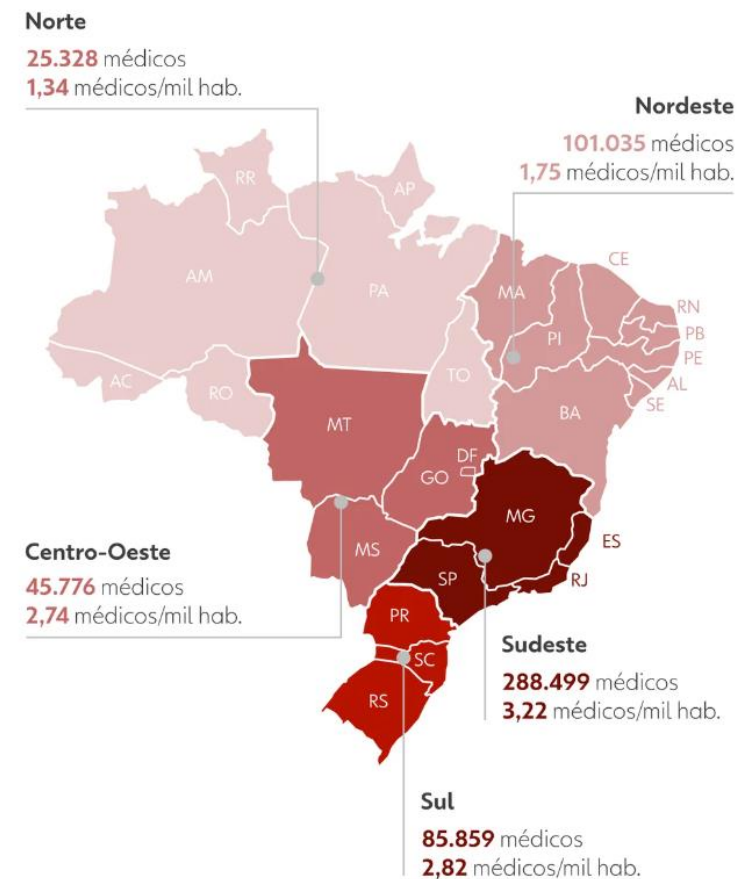 Norte
25.328 médicos
1,34 médicos/mil hab.
Nordeste
101.035 médicos
1,75 médicos/mil hab.
RR
AP
AM
PA
MA
CE
RN
PI
PB
PE
TO
AC
RO
AL
SE
BA
MT
DF
GO
MG
ES
MS
Centro-Oeste
45.776 médicos
2,74 médicos/mil hab.
SP
RJ
PR
SC
RS
Sudeste
288.499 médicos
3,22 médicos/mil hab.
Sul
85.859 médicos
2,82 médicos/mil hab.